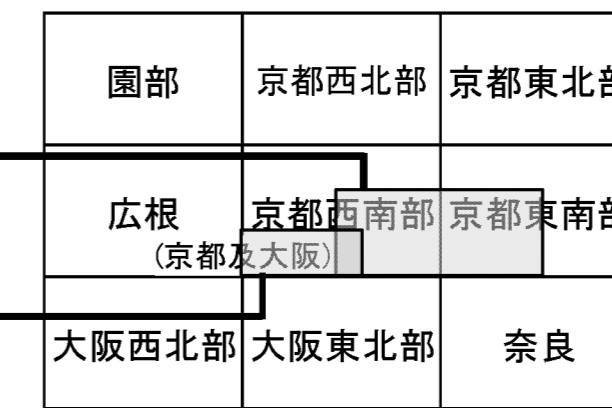 園部 京都西北部 京都東北部
広根 京都西南部 京都東南部
(京都及大阪)
大阪西北部 大阪東北部 奈良